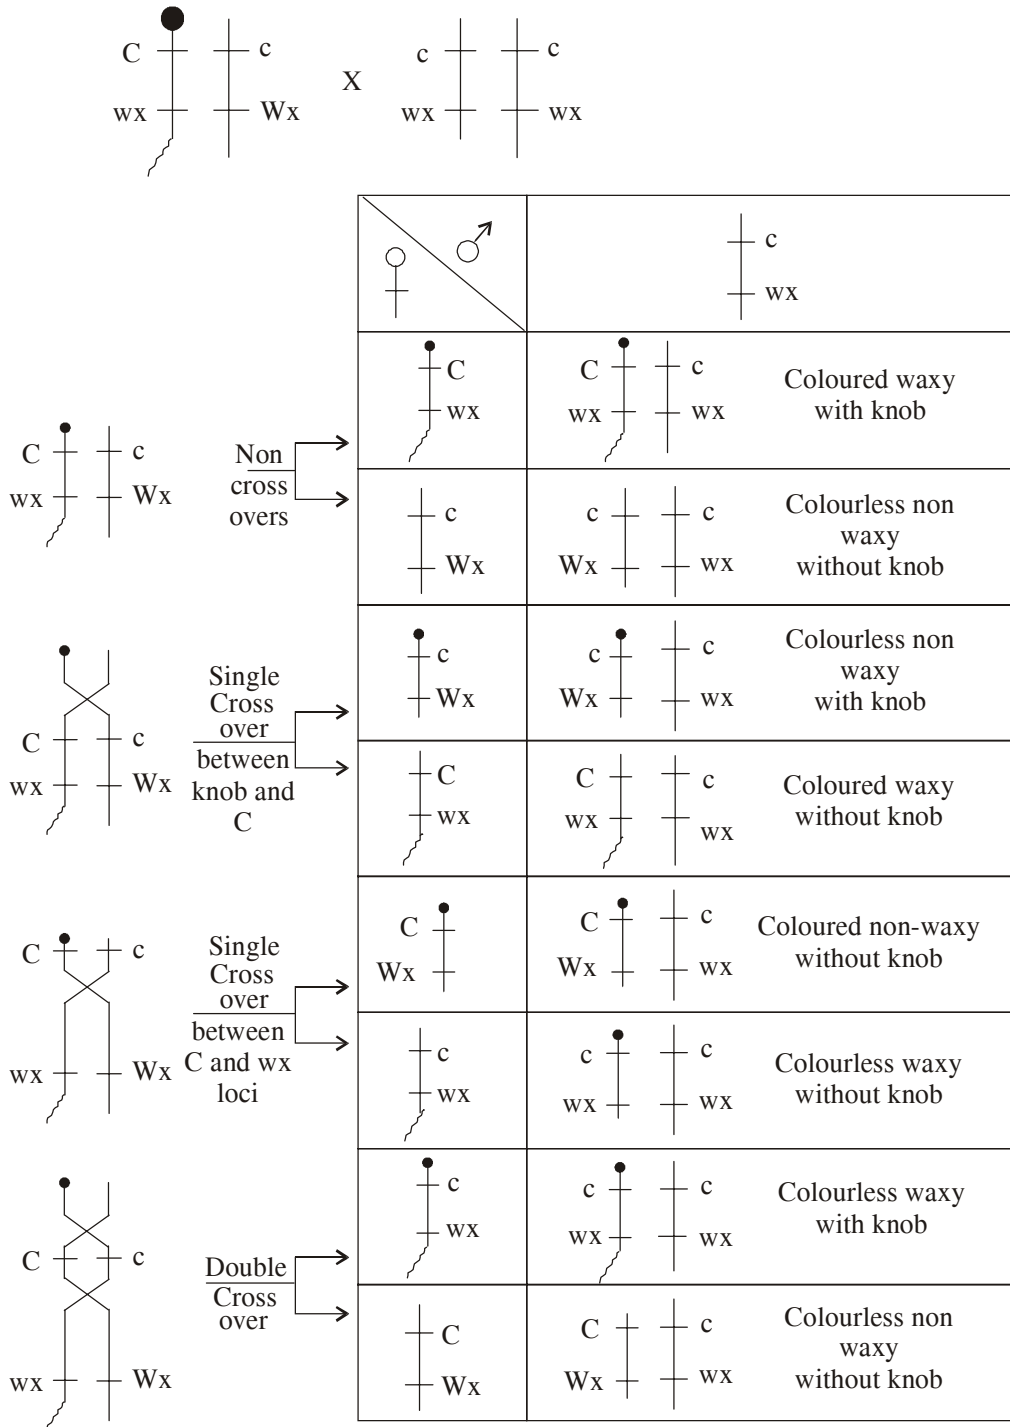 C c
wx Wx
X
c c
wx wx
c
wx
C c
wx Wx
Non
cross
overs
C
wx
C c
wx wx
Coloured waxy
with knob
c
Wx
c c
Wx wx
Colourless non
waxy
without knob
C c
wx Wx
Single
Cross
over
between
knob and
C
c
Wx
c c
Wx wx
Colourless non
waxy
with knob
C
wx
C c
wx wx
Coloured waxy
without knob
C c
wx Wx
Single
Cross
over
between
C and wx
loci
C
Wx
C c
Wx wx
Coloured non-waxy
without knob
c
wx
c c
wx wx
Colourless waxy
without knob
C c
wx Wx
Double
Cross
over
c
wx
c c
wx wx
Colourless waxy
with knob
C
Wx
C c
Wx wx
Colourless non
waxy
without knob